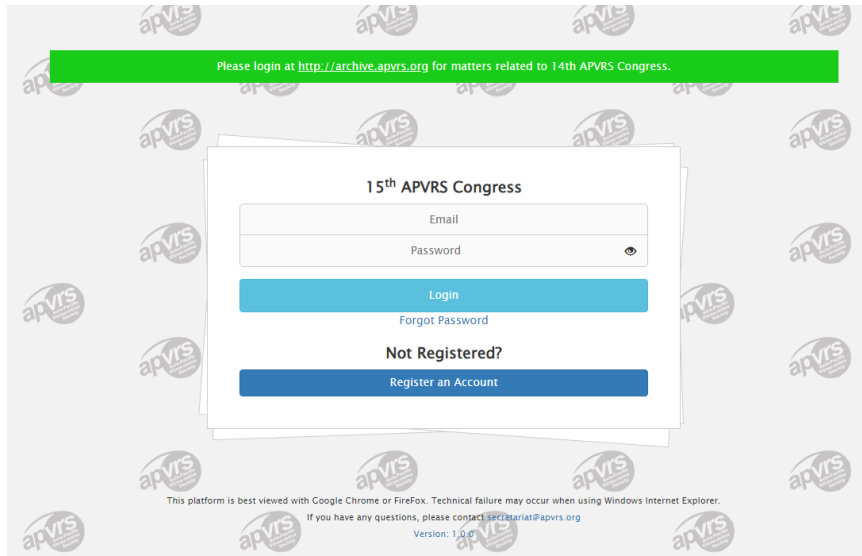 Please login at http://archive.apvrs.org for matters related to 14th APVRS Congress.
15th APVRS Congress
Email
Password
Login
Forgot Password
Not Registered?
Register an Account
This platform is best viewed with Google Chrome or FireFox. Technical failure may occur when using Windows Internet Explorer.
If you have any questions, please contact secretariat@apvrs.org
Version: 1.0.0
apvrs